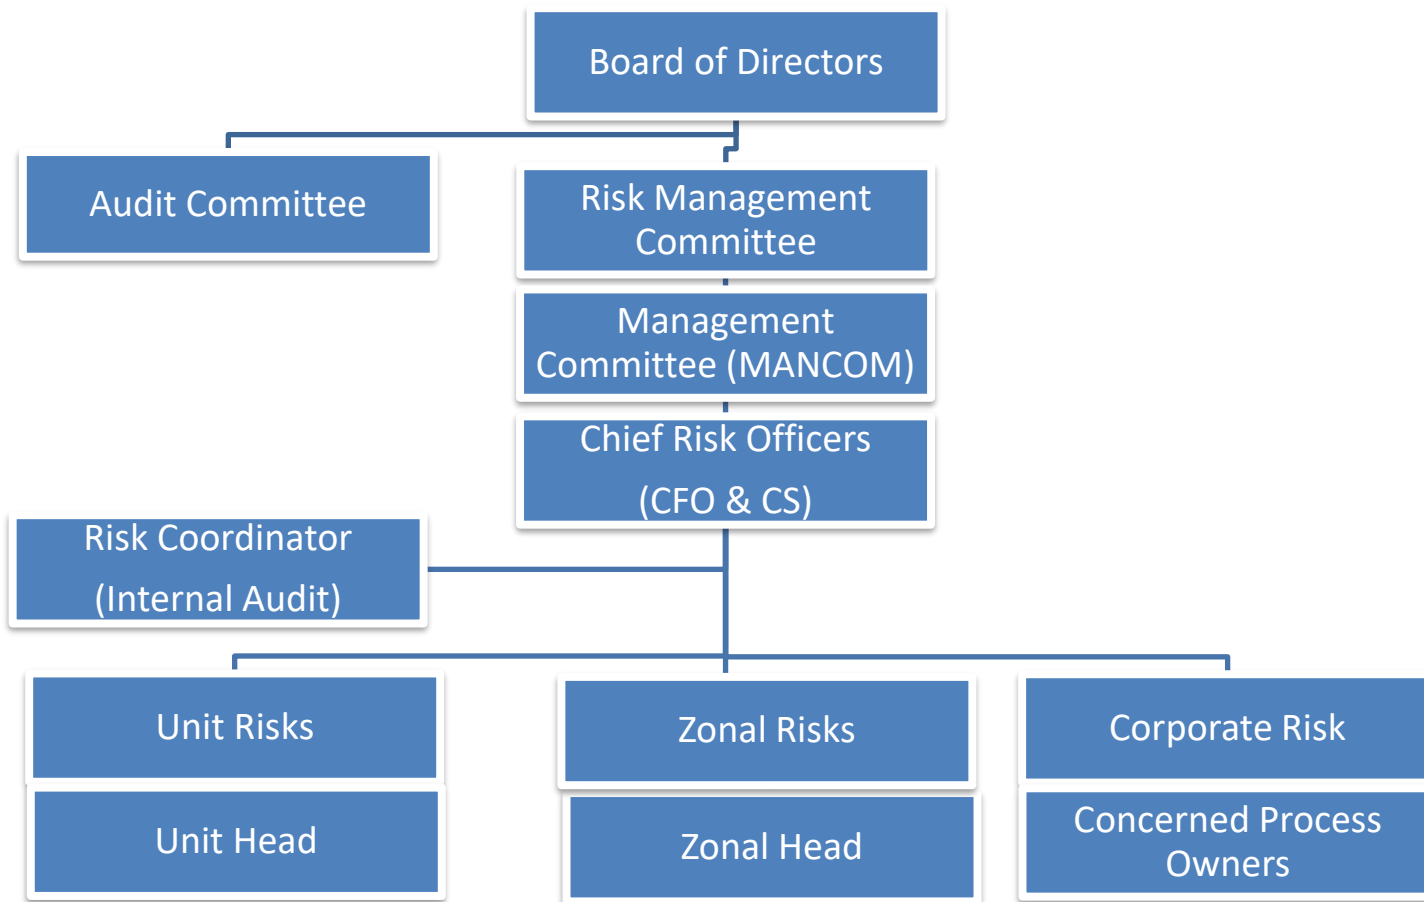 Board of Directors
Audit Committee
Risk Management
Committee
Management
Committee (MANCOM)
Chief Risk Officers
(CFO & CS)
Risk Coordinator
(Internal Audit)
Unit Risks
Zonal Risks
Corporate Risk
Unit Head
Zonal Head
Concerned Process
Owners